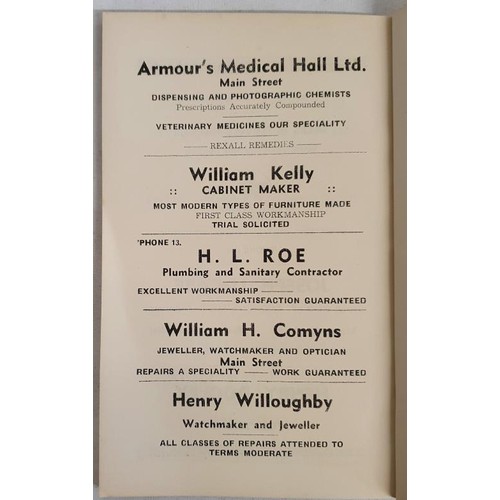 Armour's Medical Hall Ltd.
Main Street
DISPENSING AND PHOTOGRAPHIC CHEMISTS
Prescriptions Accurately Compounded
VETERINARY MEDICINES OUR SPECIALITY
REXALL REMEDIES
William Kelly
:: CABINET MAKER ::
MOST MODERN TYPES OF FURNITURE MADE
FIRST CLASS WORKMANSHIP
TRIAL SOLICITED
'PHONE 13.
H. L. ROE
Plumbing and Sanitary Contractor
EXCELLENT WORKMANSHIP ——
—— SATISFACTION GUARANTEED
William H. Comyns
JEWELLER, WATCHMAKER AND OPTICIAN
Main Street
REPAIRS A SPECIALITY —— WORK GUARANTEED
Henry Willoughby
Watchmaker and Jeweller
ALL CLASSES OF REPAIRS ATTENDED TO
TERMS MODERATE